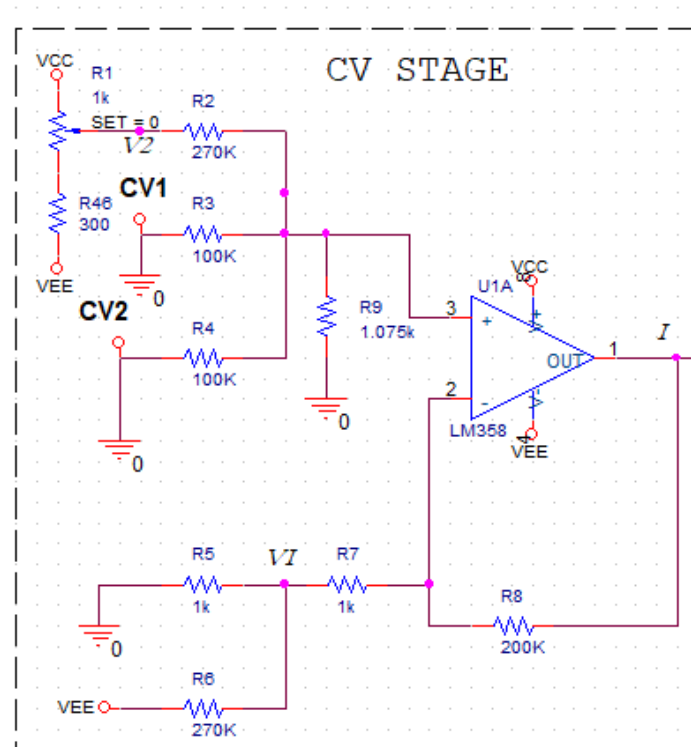 CV STAGE
VCC
R1
1k
SET = 0
V2
R2
270K
R46
300
VEE
CV1
R3
100K
0
CV2
R4
100K
0
R9
1.075k
0
U1A
VCC
8
V+
3
+
OUT
1
I
2
-
V-
4
LM358
VEE
R5
1k
0
VI
R7
1k
R8
200K
VEE
R6
270K